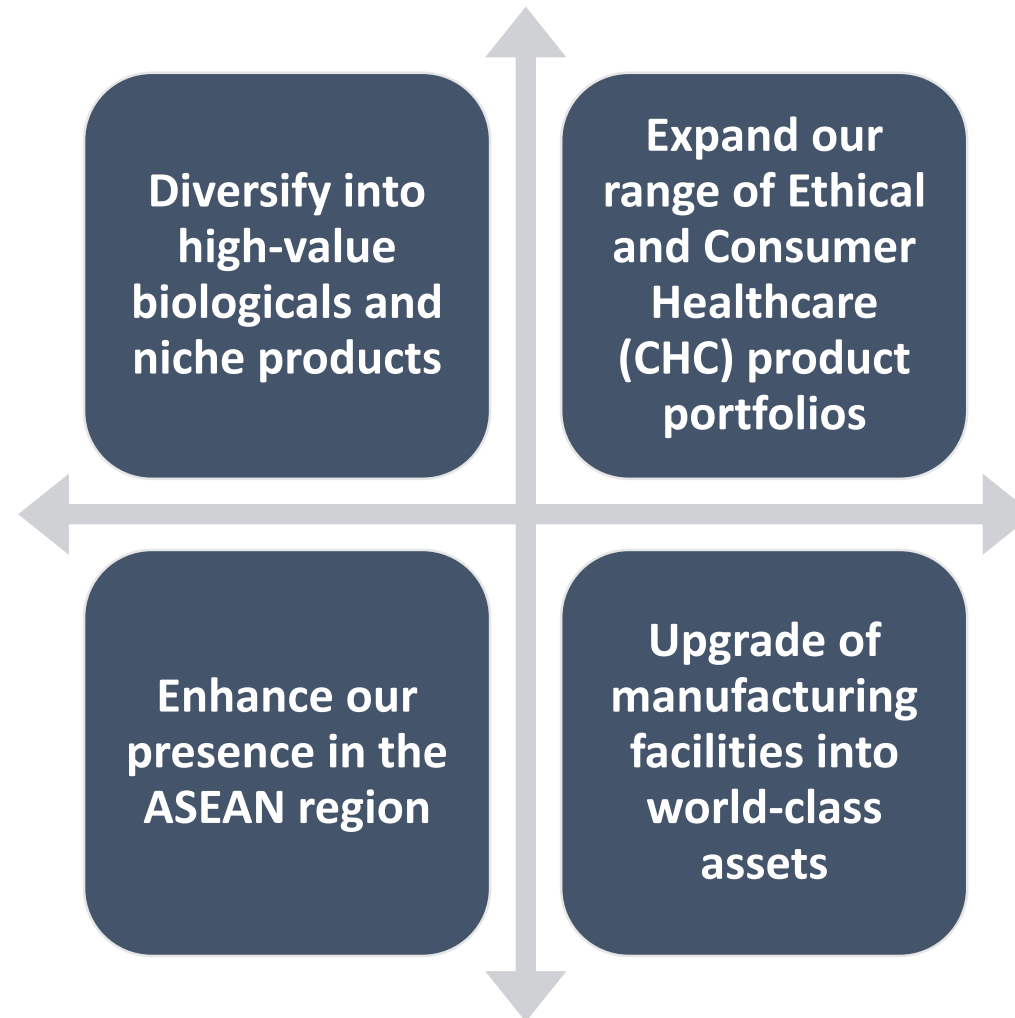 Diversify into
high-value
biologicals and
niche products
Expand our
range of Ethical
and Consumer
Healthcare
(CHC) product
portfolios
Enhance our
presence in the
ASEAN region
Upgrade of
manufacturing
facilities into
world-class
assets